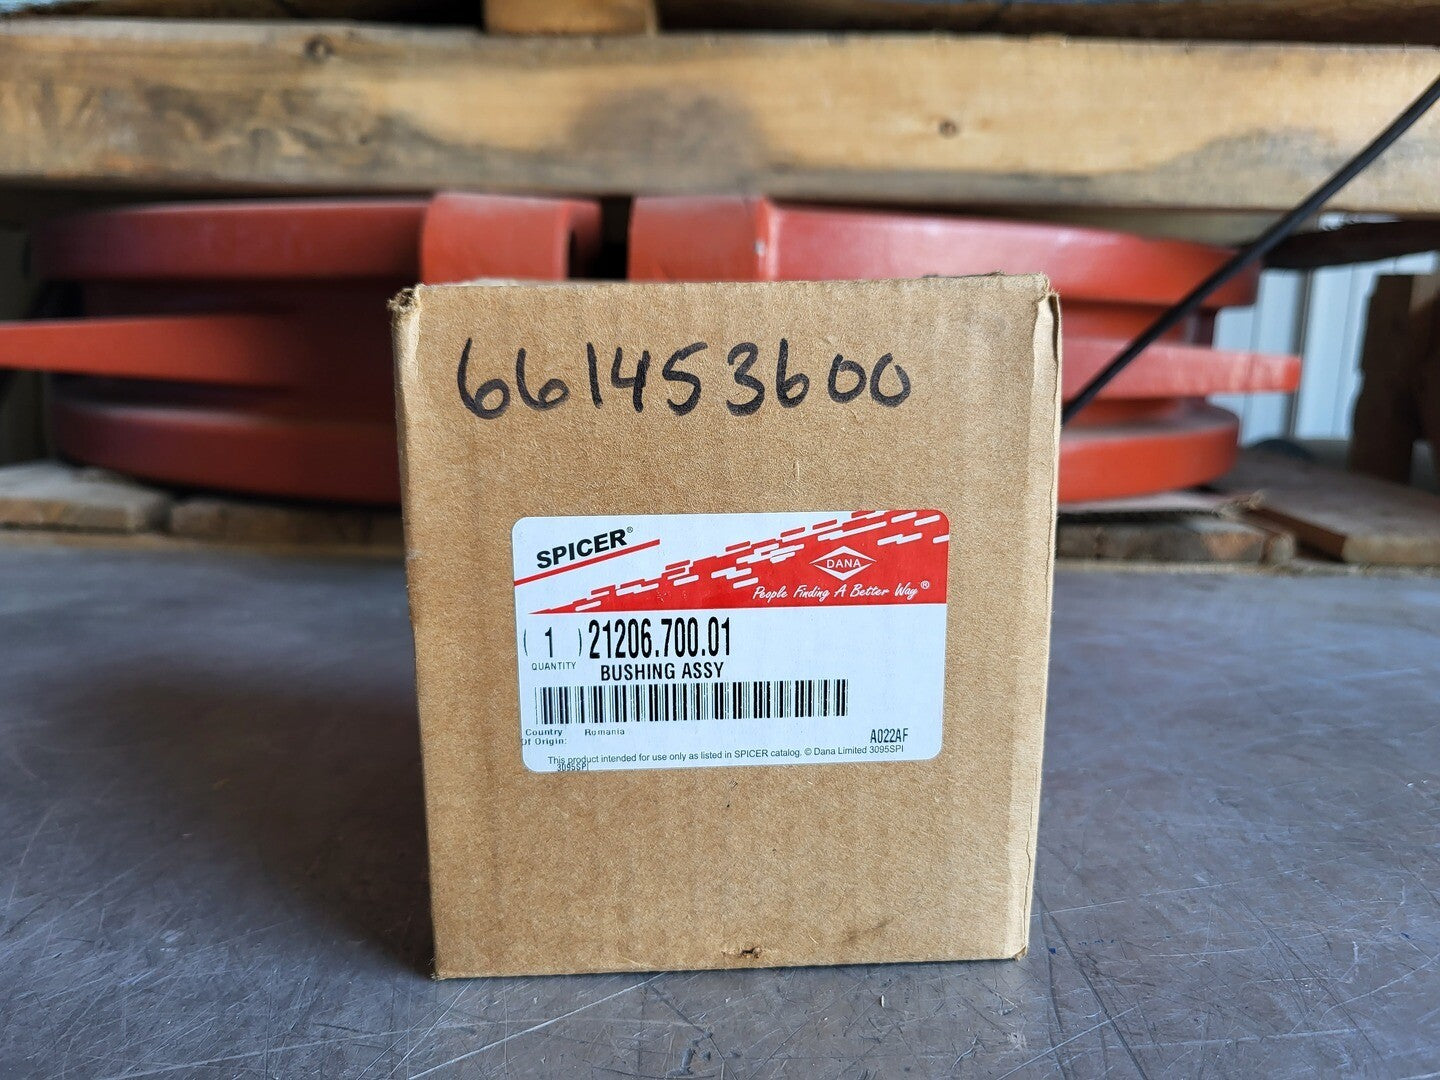 661453600
SPICER®
DANA
People Finding A Better Way®
( 1 ) 21206.700.01
QUANTITY BUSHING ASSY
Country Romania
Of Origin:
A022AF
This product intended for use only as listed in SPICER catalog. © Dana Limited 3095SPI
3095SPI